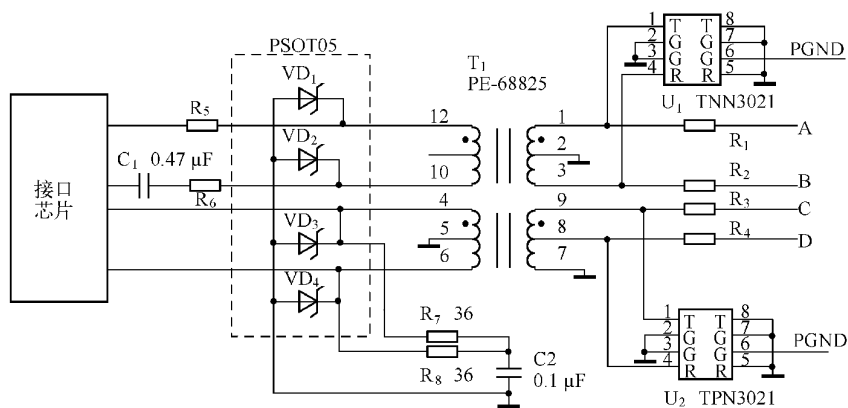 PSOT05
VD1
VD2
VD3
VD4
R5
C1 0.47 μF
R6
接口
芯片
T1
PE-68825
12
10
4
5
6
1
2
3
9
8
7
1 T T 8
2 G G 7
3 G G 6
4 R R 5
PGND
U1 TNN3021
R1 A
R2 B
R3 C
R4 D
1 T T 8
2 G G 7
3 G G 6
4 R R 5
PGND
U2 TPN3021
R7 36
R8 36
C2
0.1 μF